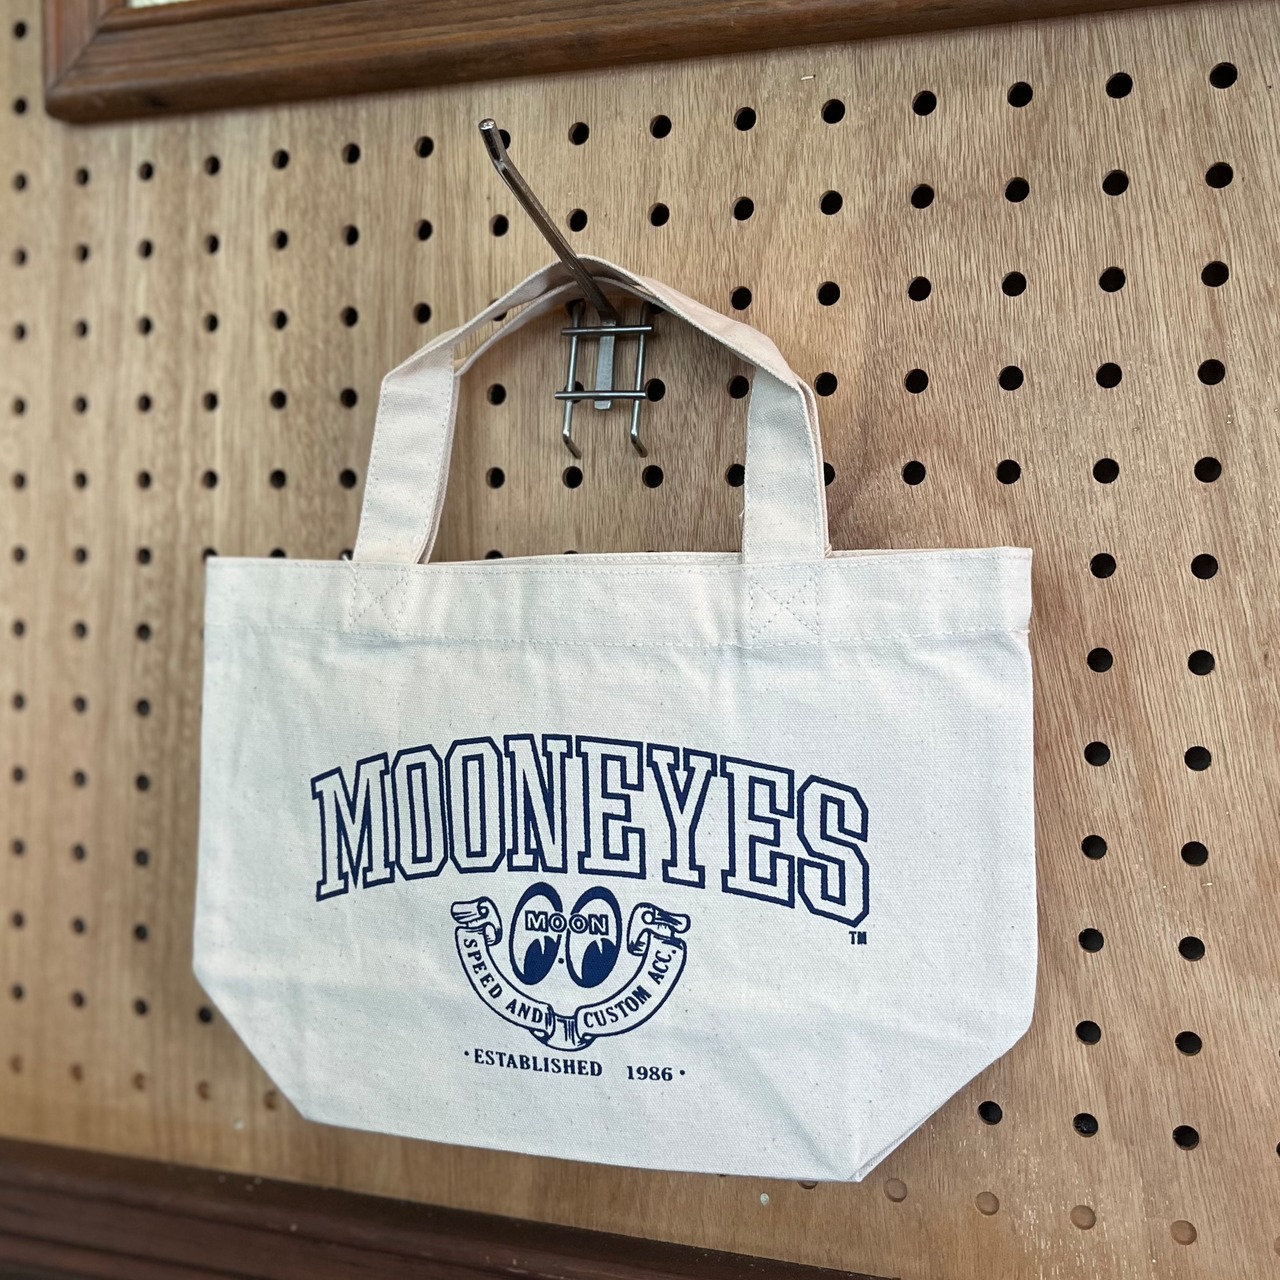 MOONEYES
TM
MOON
SPEED AND CUSTOM ACC.
·ESTABLISHED 1986·